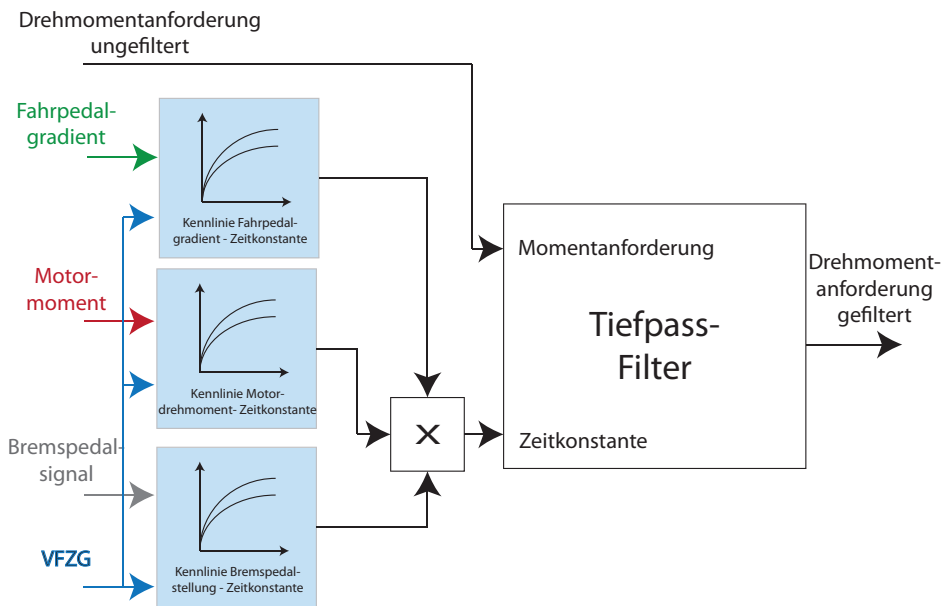 Drehmomentanforderung
ungefiltert
Fahrpedal-
gradient
Kennlinie Fahrpedal-
gradient - Zeitkonstante
Motor-
moment
Kennlinie Motor-
drehmoment- Zeitkonstante
Bremspedal-
signal
VFZG
Kennlinie Bremspedal-
stellung - Zeitkonstante
×
Momentanforderung
Tiefpass-
Filter
Zeitkonstante
Drehmoment-
anforderung
gefiltert